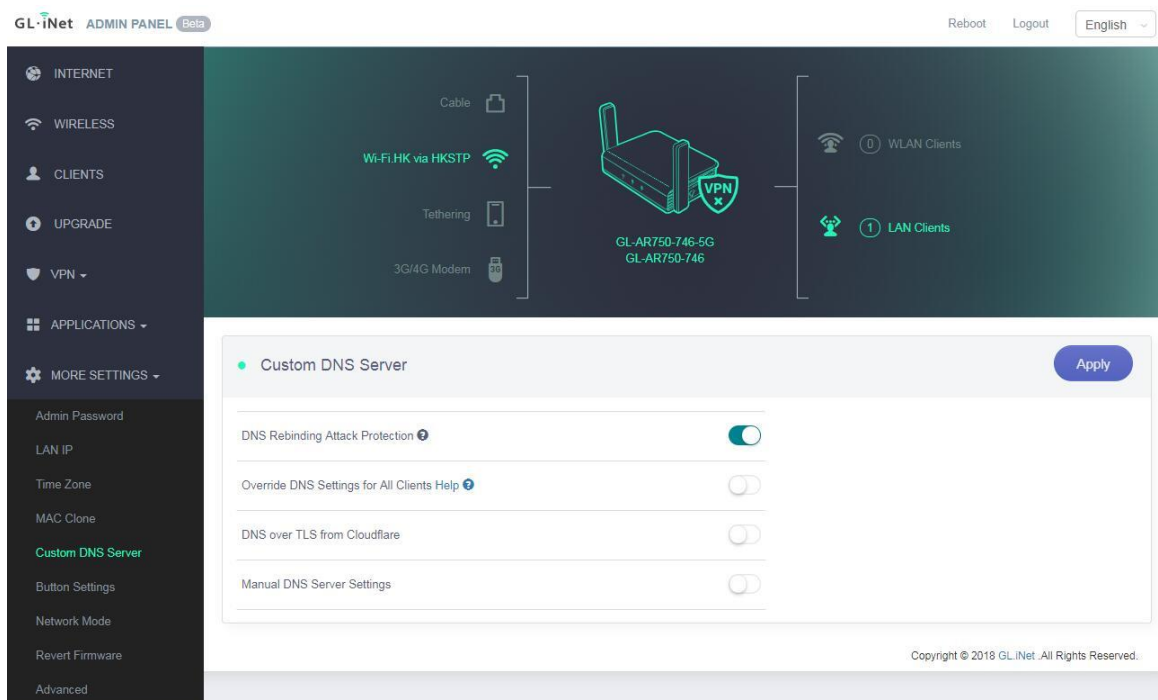 GL·iNet ADMIN PANEL Beta
Reboot Logout English
INTERNET
WIRELESS
CLIENTS
UPGRADE
VPN
APPLICATIONS
MORE SETTINGS
Admin Password
LAN IP
Time Zone
MAC Clone
Custom DNS Server
Button Settings
Network Mode
Revert Firmware
Advanced
Cable
Wi-Fi.HK via HKSTP
Tethering
3G/4G Modem
3G
VPN
GL-AR750-746-5G
GL-AR750-746
0 WLAN Clients
1 LAN Clients
Custom DNS Server
Apply
DNS Rebinding Attack Protection ?
Override DNS Settings for All Clients Help ?
DNS over TLS from Cloudflare
Manual DNS Server Settings
Copyright © 2018 GL.iNet .All Rights Reserved.